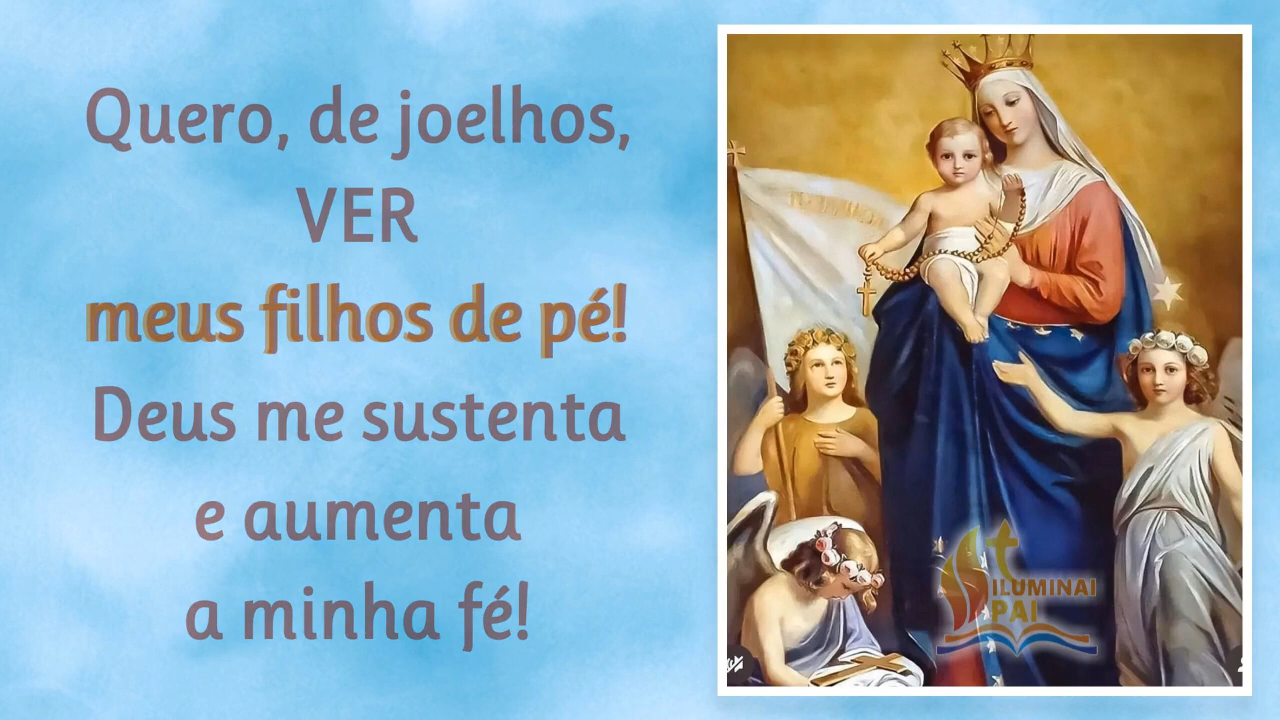 Quero, de joelhos,
VER
meus filhos de pé!
Deus me sustenta
e aumenta
a minha fé!
ILUMINAI
PAI